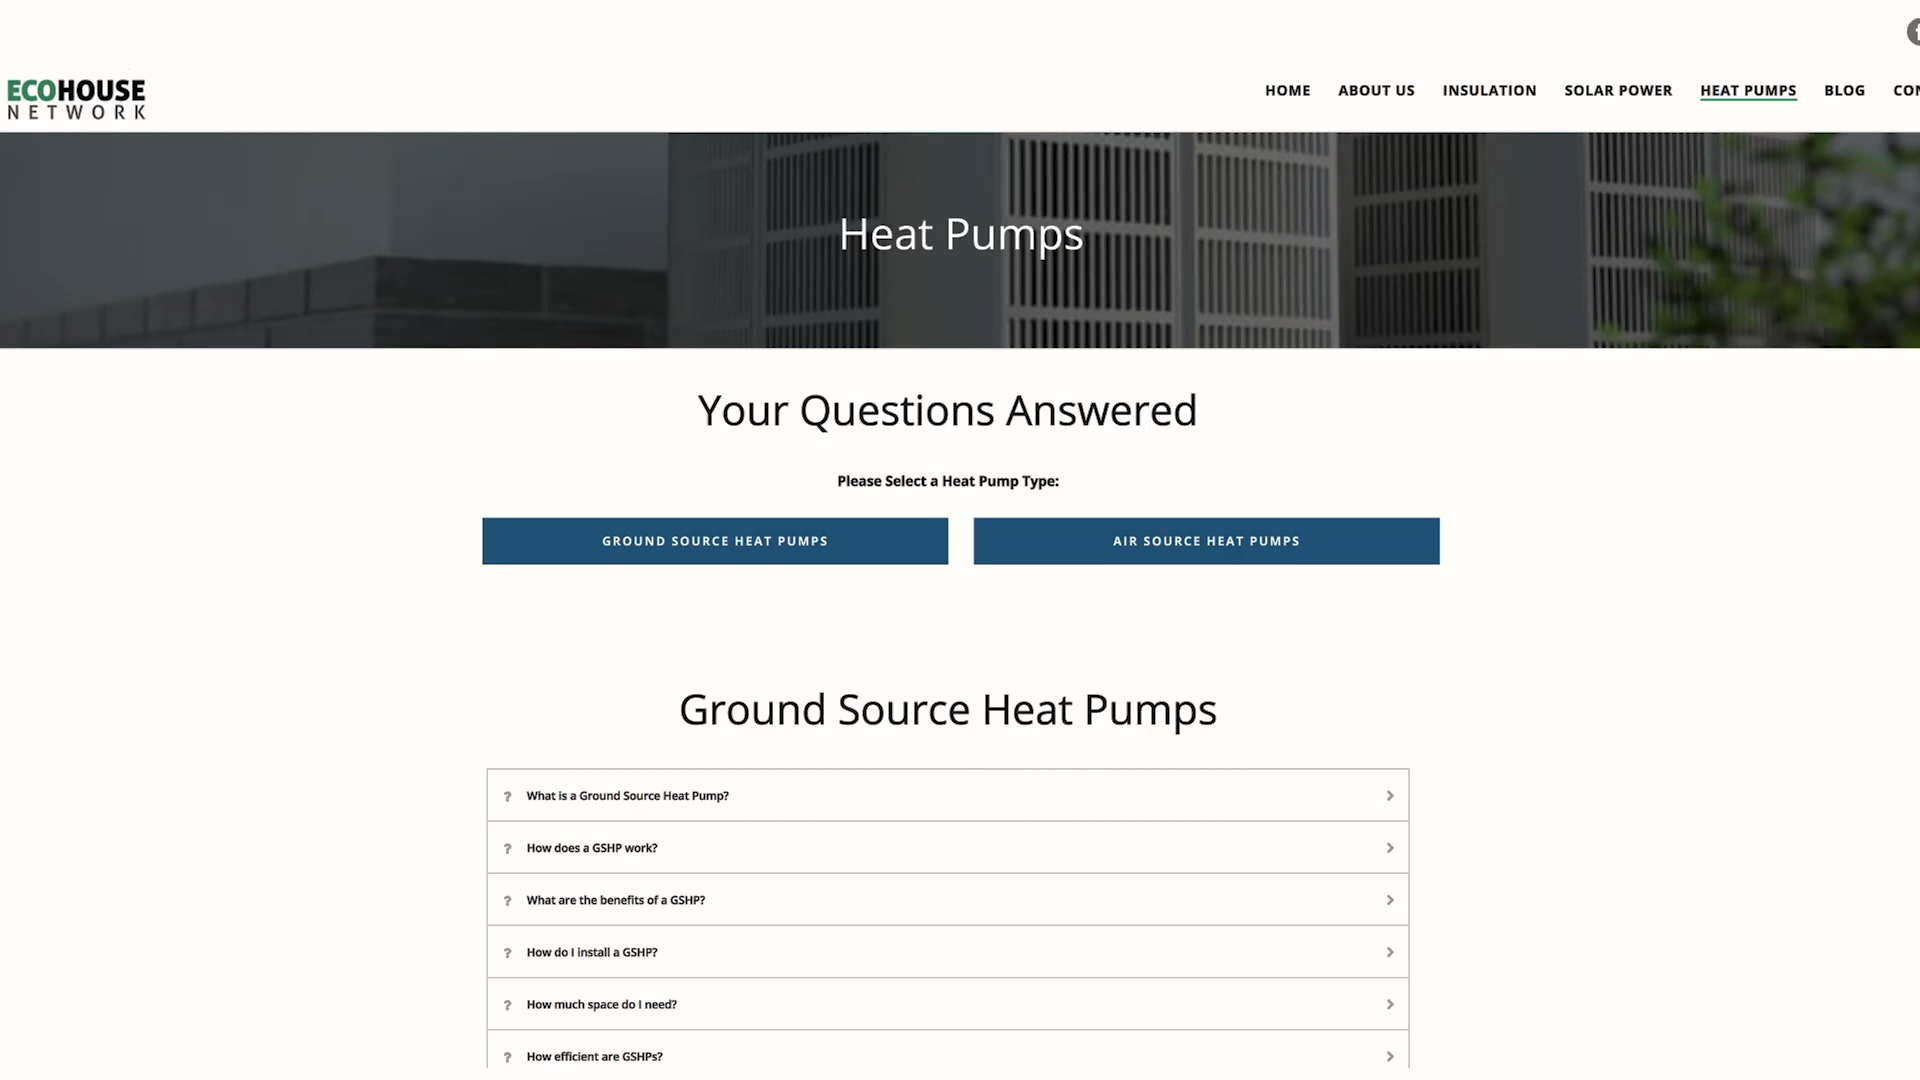 ECOHOUSE
NETWORK
HOME ABOUT US INSULATION SOLAR POWER HEAT PUMPS BLOG
Heat Pumps
Your Questions Answered
Please Select a Heat Pump Type:
GROUND SOURCE HEAT PUMPS AIR SOURCE HEAT PUMPS
Ground Source Heat Pumps
? What is a Ground Source Heat Pump?
? How does a GSHP work?
? What are the benefits of a GSHP?
? How do I install a GSHP?
? How much space do I need?
? How efficient are GSHPs?